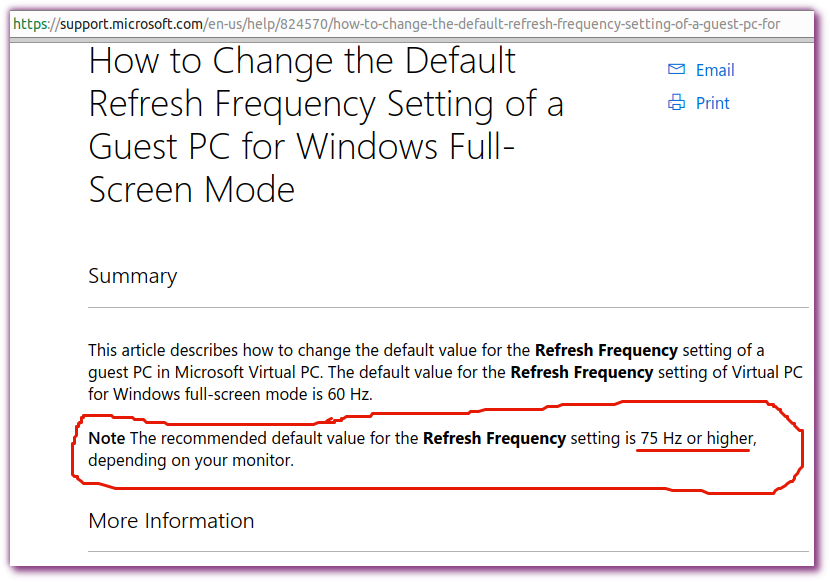 https://support.microsoft.com/en-us/help/824570/how-to-change-the-default-refresh-frequency-setting-of-a-guest-pc-for
How to Change the Default
Refresh Frequency Setting of a
Guest PC for Windows Full-
Screen Mode
Email
Print
Summary
This article describes how to change the default value for the Refresh Frequency setting of a
guest PC in Microsoft Virtual PC. The default value for the Refresh Frequency setting of Virtual PC
for Windows full-screen mode is 60 Hz.
Note The recommended default value for the Refresh Frequency setting is 75 Hz or higher,
depending on your monitor.
More Information